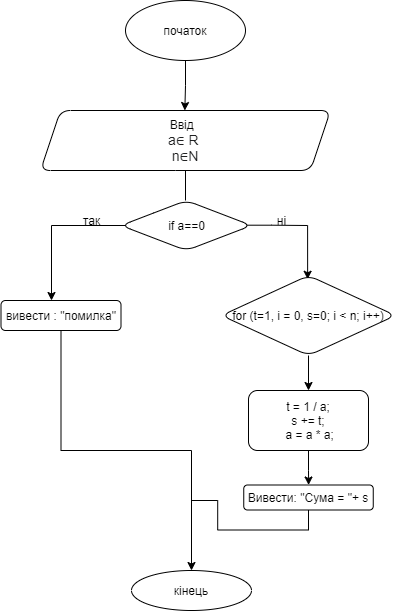 початок
Ввід
a∈ R
n∈N
так
if a==0
ні
вивести : "помилка"
for (t=1, i = 0, s=0; i < n; i++)
t = 1 / a;
s += t;
a = a * a;
Вивести: "Сума = "+ s
кінець